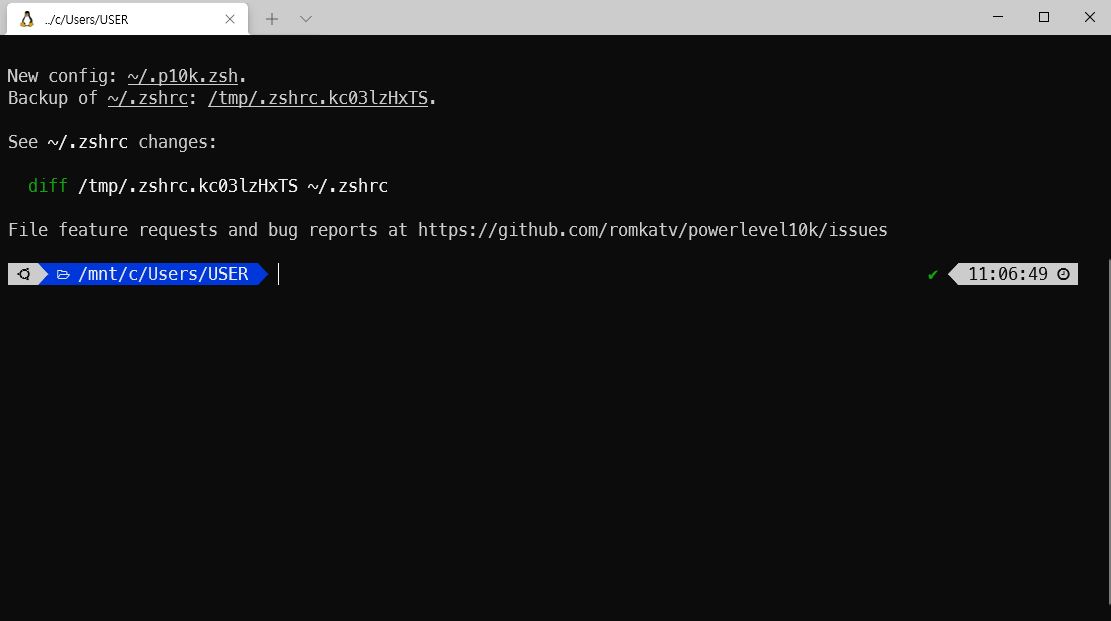 ../c/Users/USER
New config: ~/.p10k.zsh.
Backup of ~/.zshrc: /tmp/.zshrc.kc03lzHxTS.
See ~/.zshrc changes:
diff /tmp/.zshrc.kc03lzHxTS ~/.zshrc
File feature requests and bug reports at https://github.com/romkatv/powerlevel10k/issues
/mnt/c/Users/USER ✔ 11:06:49